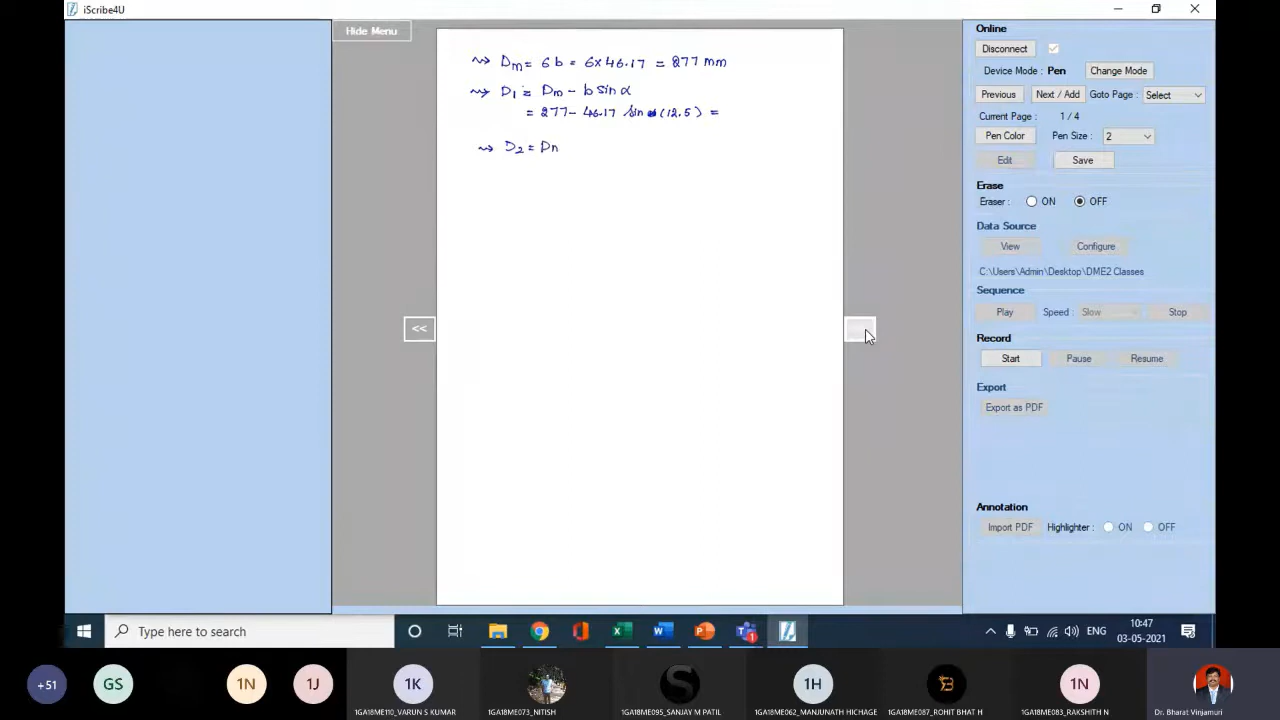 iScribe4U
Hide Menu
⇝ Dm = 6 b = 6×46.17 = 277 mm
⇝ D1 = Dm - b sin α
= 277 - 46.17 sin (12.5) =
⇝ D2 = Dn
<<
Online
Disconnect
Device Mode : Pen
Change Mode
Previous
Next / Add
Goto Page :
Select
Current Page : 1 / 4
Pen Color
Pen Size :
2
Edit
Save
Erase
Eraser : ON OFF
Data Source
View
Configure
C:\Users\Admin\Desktop\DME2 Classes
Sequence
Play
Speed :
Slow
Stop
Record
Start
Pause
Resume
Export
Export as PDF
Annotation
Import PDF
Highlighter : ON OFF
Type here to search
1
ENG
10:47
03-05-2021
+51
GS
1N
1J
1K
1GA18ME110_VARUN S KUMAR
1GA18ME073_NITISH
S
1GA18ME095_SANJAY M PATIL
1H
1GA18ME062_MANJUNATH HICHAGE
1GA18ME087_ROHIT BHAT H
1N
1GA18ME083_RAKSHITH N
Dr. Bharat Vinjamuri